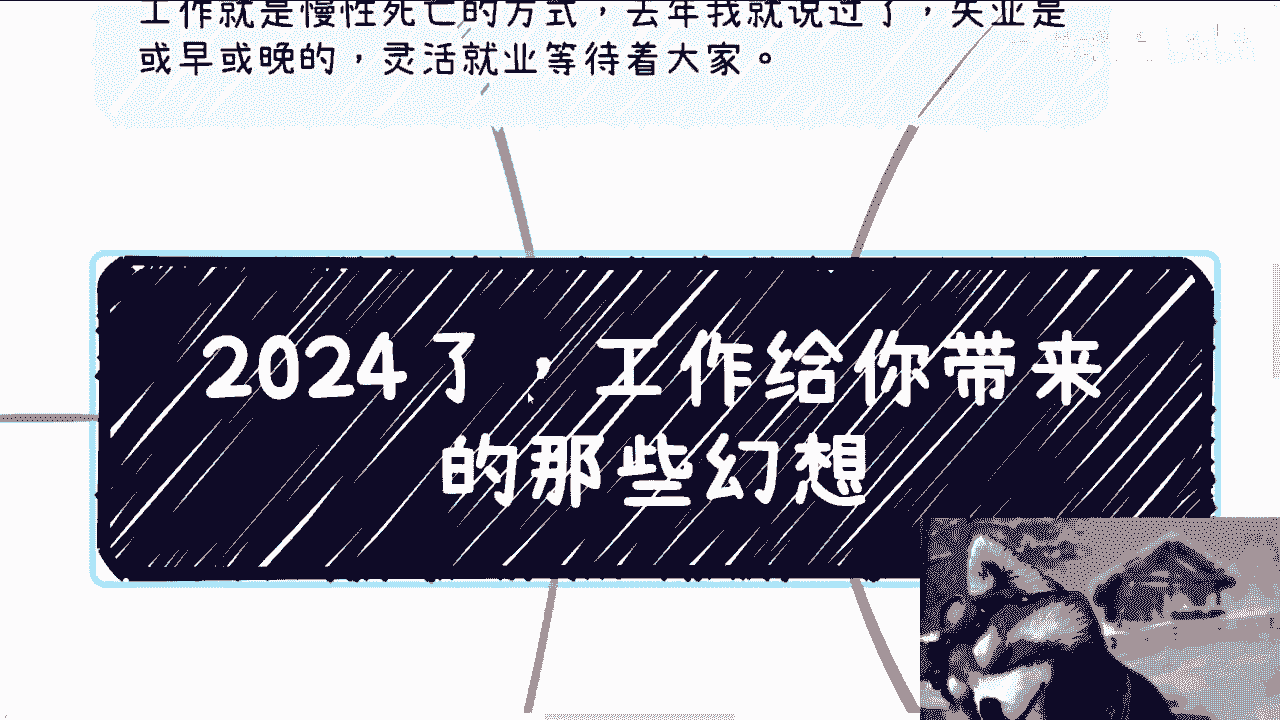 工作就是慢性死亡的方式，去年我就说过了，失业是
或早或晚的，灵活就业等待着大家。
2024了，工作给你带来
的那些幻想